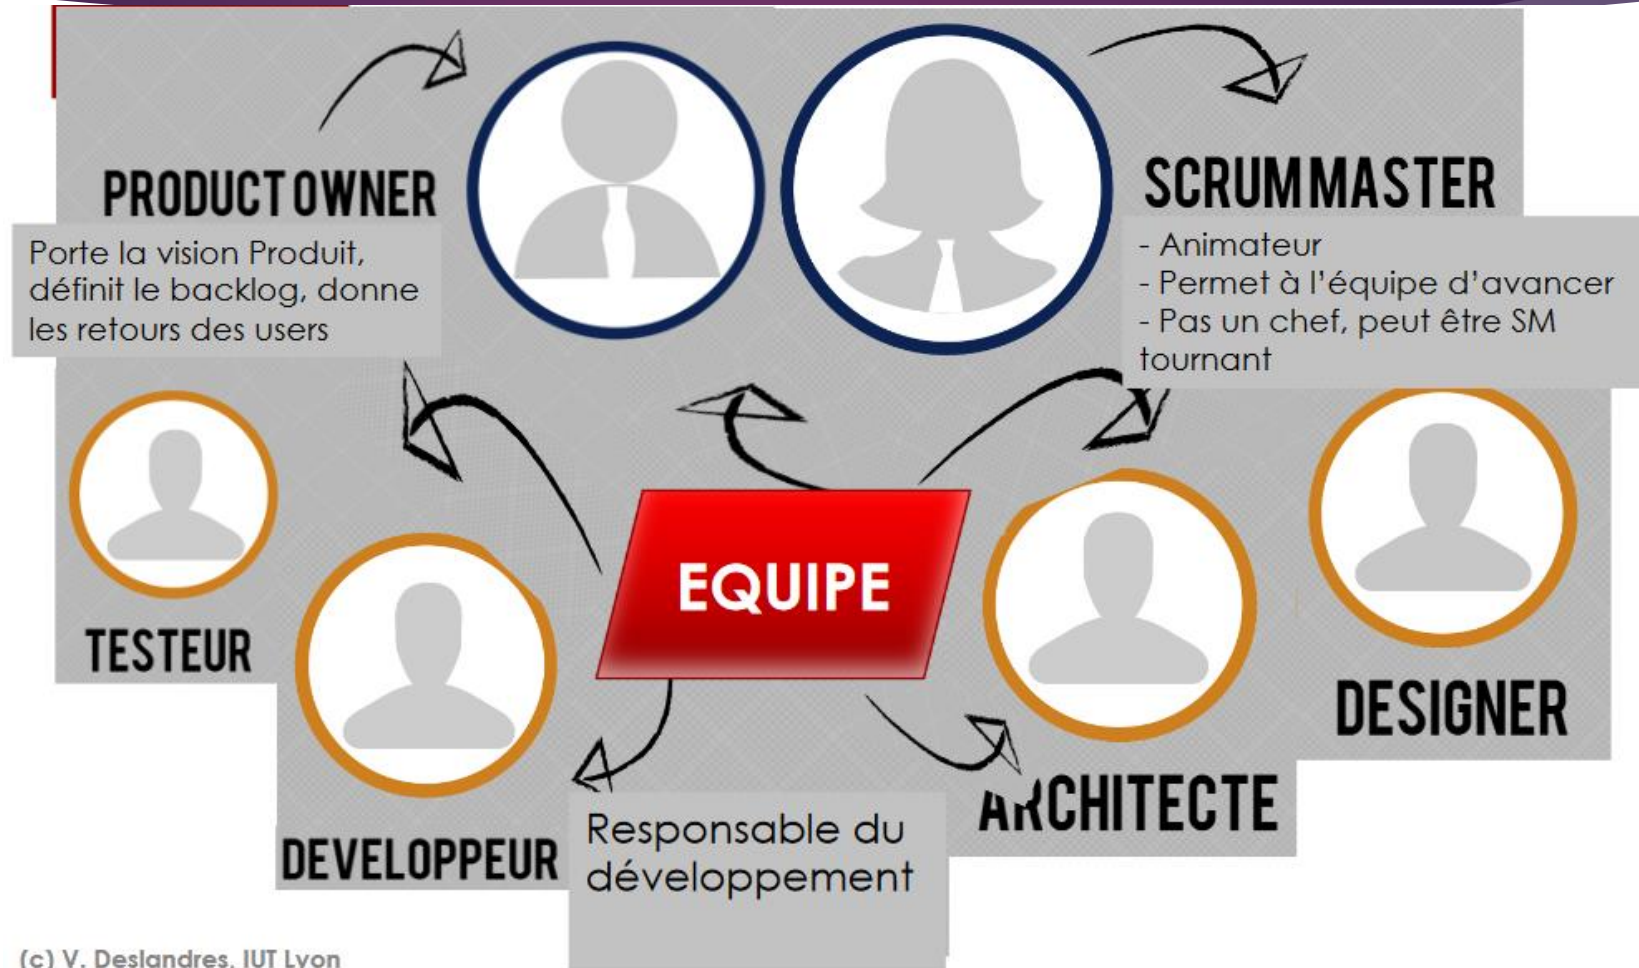 PRODUCT OWNER
Porte la vision Produit,
définit le backlog, donne
les retours des users
SCRUM MASTER
- Animateur
- Permet à l'équipe d'avancer
- Pas un chef, peut être SM
tournant
TESTEUR
EQUIPE
DESIGNER
ARCHITECTE
DEVELOPPEUR
Responsable du
développement
(c) V. Deslandres, IUT Lyon